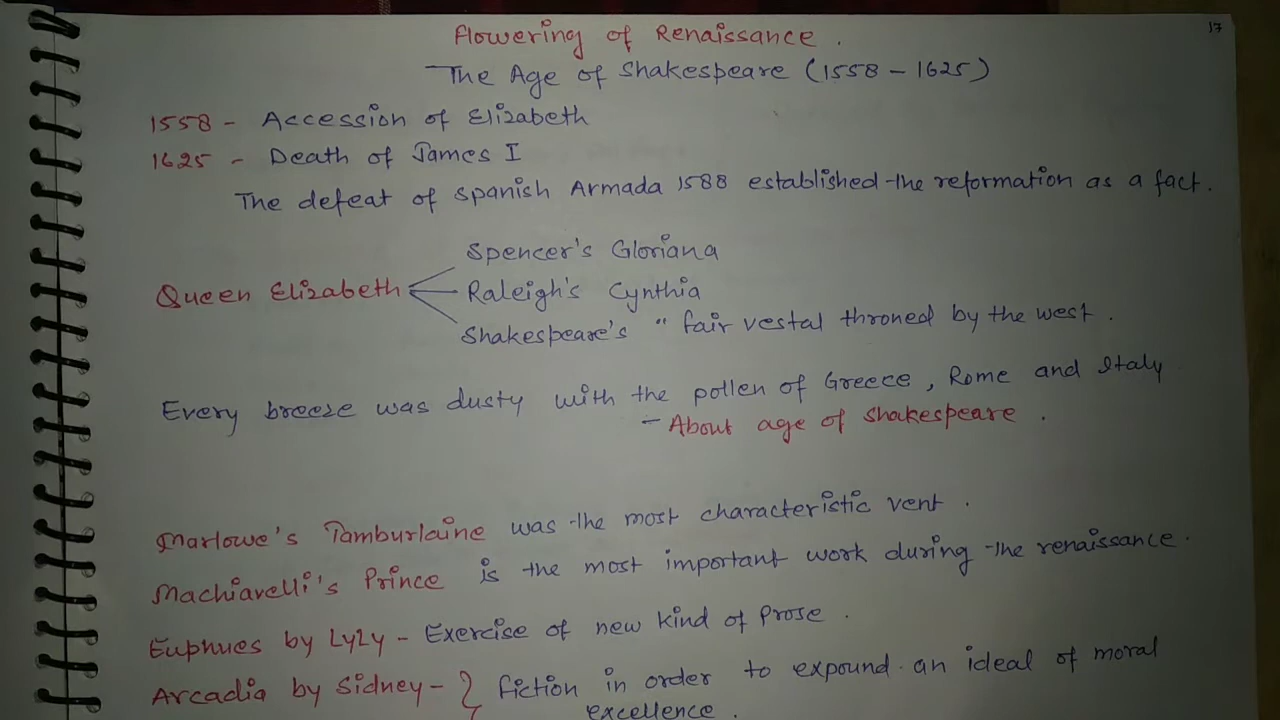 17
Flowering of Renaissance.
The Age of Shakespeare (1558 - 1625)
1558 - Accession of Elizabeth
1625 - Death of James I
The defeat of Spanish Armada 1588 established the reformation as a fact.
Spencer's Gloriana
Queen Elizabeth Raleigh's Cynthia
Shakespeare's " fair vestal throned by the west.
Every breeze was dusty with the pollen of Greece, Rome and Italy
- About age of Shakespeare.
Marlowe's Tamburlaine was the most characteristic vent.
Machiavelli's Prince is the most important work during the renaissance.
Euphues by Lyly - Exercise of new kind of Prose.
Arcadia by Sidney - } fiction in order to expound an ideal of moral
excellence.